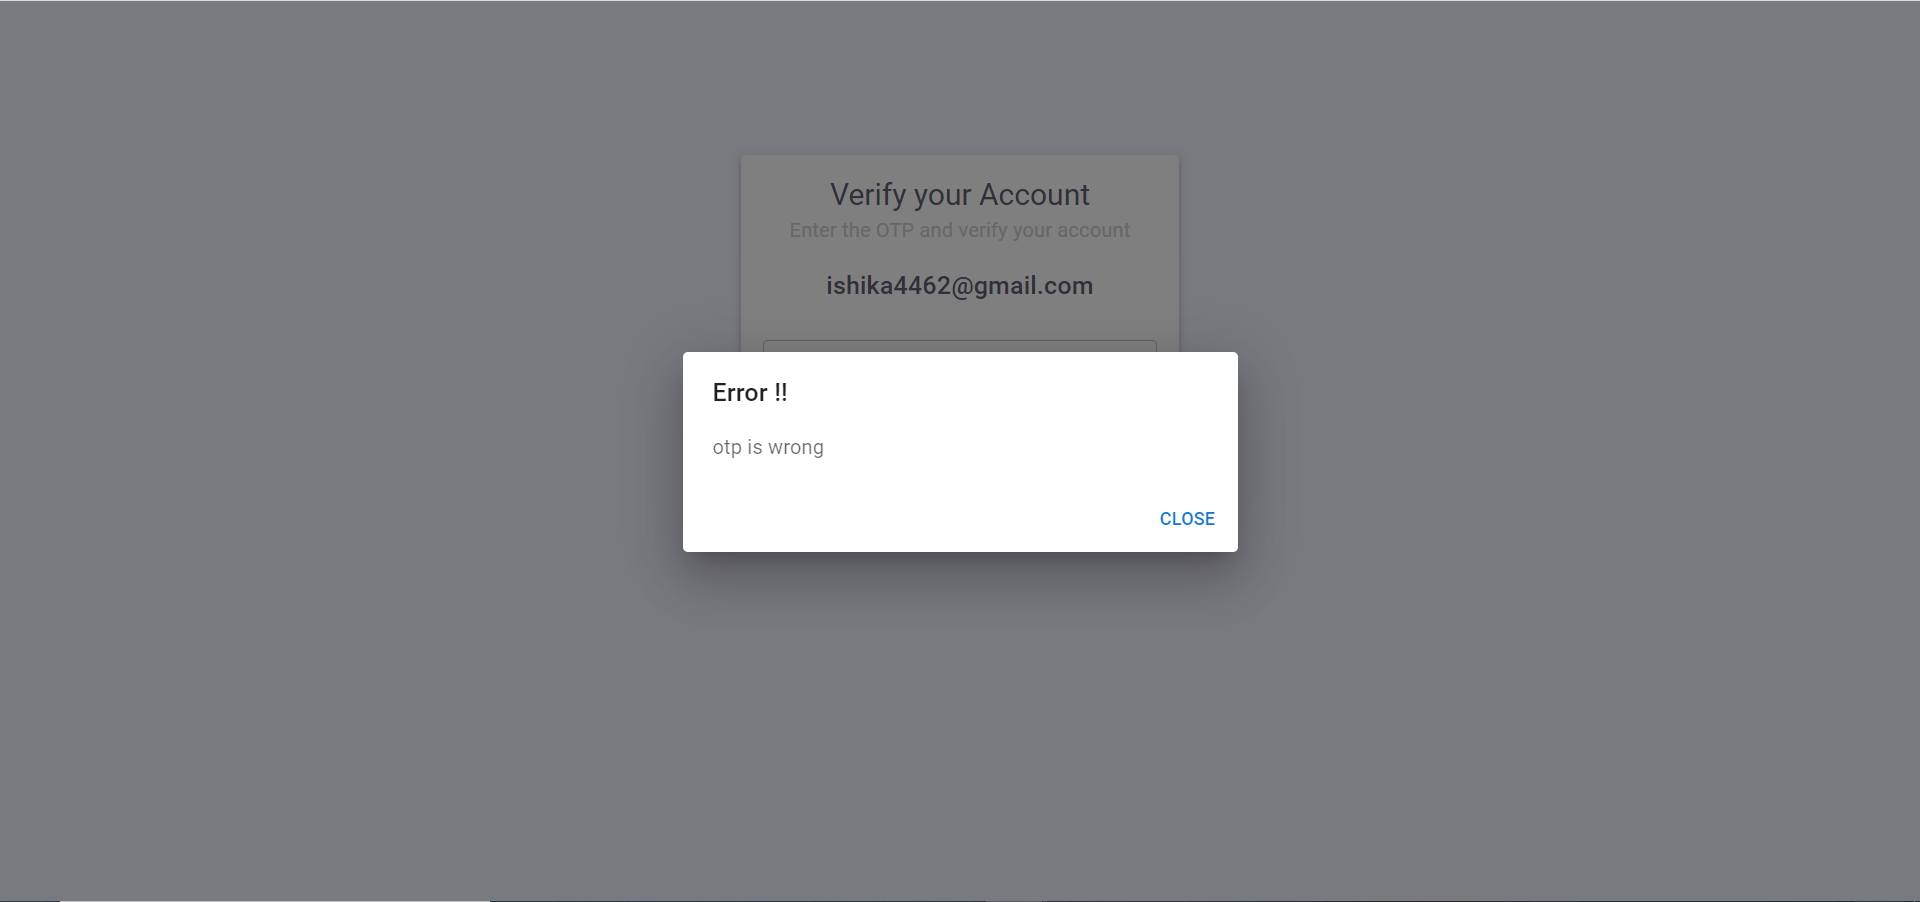 Verify your Account
Enter the OTP and verify your account
ishika4462@gmail.com
Error !!
otp is wrong
CLOSE